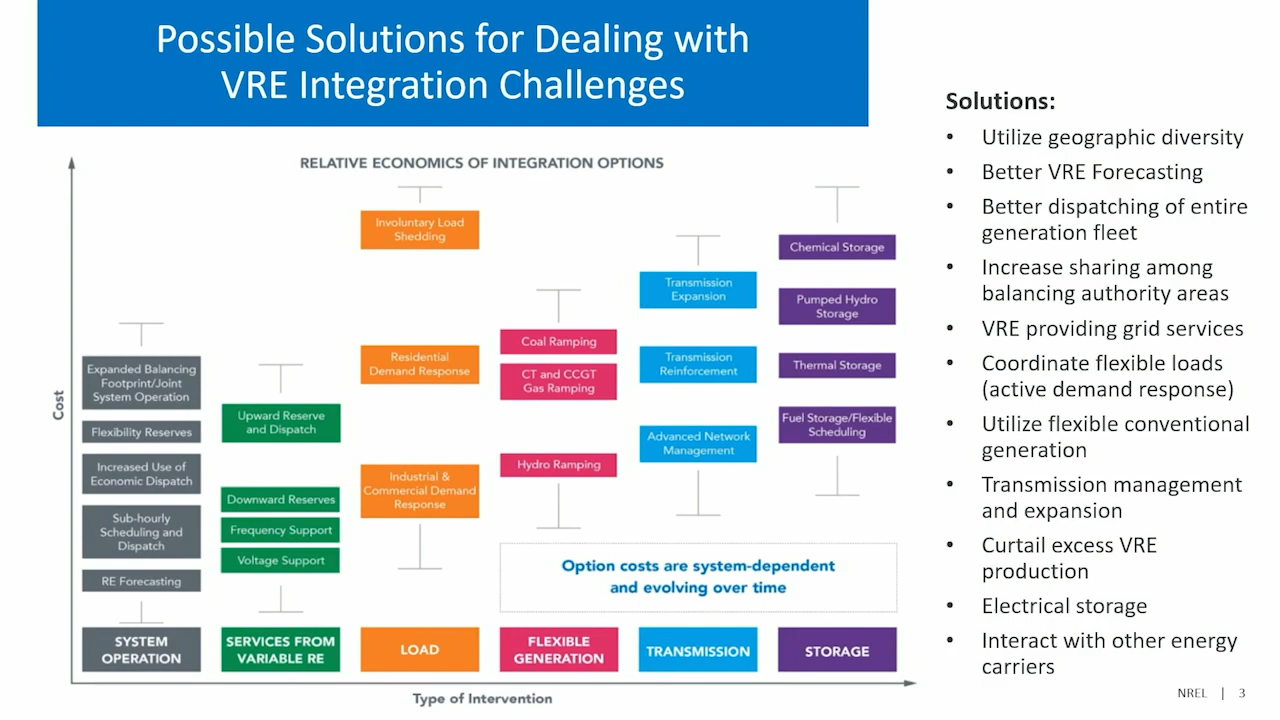 Possible Solutions for Dealing with
VRE Integration Challenges
RELATIVE ECONOMICS OF INTEGRATION OPTIONS
Cost
Expanded Balancing
Footprint/Joint
System Operation
Flexibility Reserves
Increased Use of
Economic Dispatch
Sub-hourly
Scheduling and
Dispatch
RE Forecasting
SYSTEM
OPERATION
Upward Reserve
and Dispatch
Downward Reserves
Frequency Support
Voltage Support
SERVICES FROM
VARIABLE RE
Involuntary Load
Shedding
Residential
Demand Response
Industrial &
Commercial Demand
Response
LOAD
Coal Ramping
CT and CCGT
Gas Ramping
Hydro Ramping
FLEXIBLE
GENERATION
Transmission
Expansion
Transmission
Reinforcement
Advanced Network
Management
TRANSMISSION
Chemical Storage
Pumped Hydro
Storage
Thermal Storage
Fuel Storage/Flexible
Scheduling
STORAGE
Option costs are system-dependent
and evolving over time
Type of Intervention
Solutions:
• Utilize geographic diversity
• Better VRE Forecasting
• Better dispatching of entire
generation fleet
• Increase sharing among
balancing authority areas
• VRE providing grid services
• Coordinate flexible loads
(active demand response)
• Utilize flexible conventional
generation
• Transmission management
and expansion
• Curtail excess VRE
production
• Electrical storage
• Interact with other energy
carriers
NREL | 3